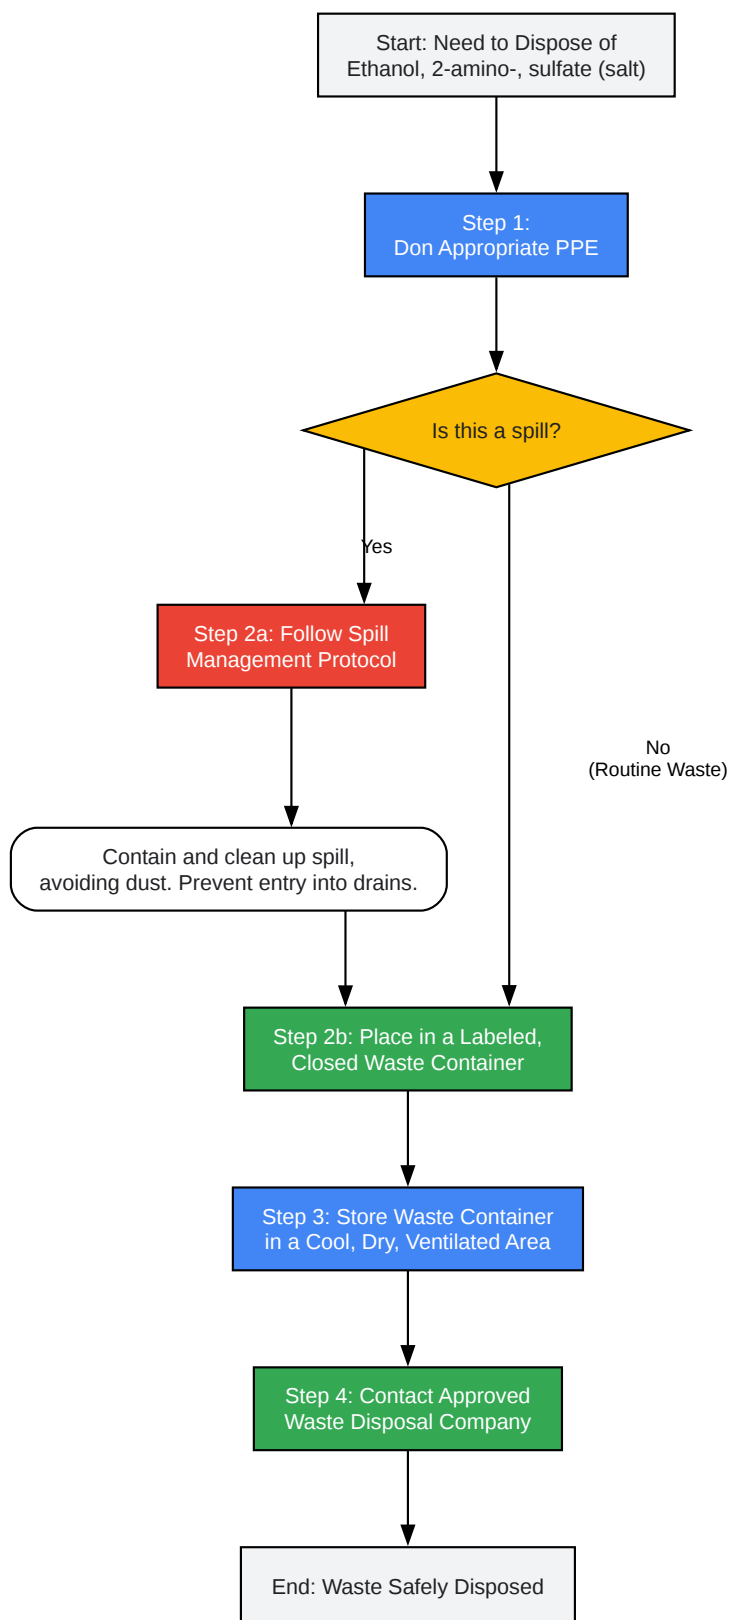 Start: Need to Dispose of
Ethanol, 2-amino-, sulfate (salt)
Step 1:
Don Appropriate PPE
Is this a spill?
Yes
Step 2a: Follow Spill
Management Protocol
No
(Routine Waste)
Contain and clean up spill,
avoiding dust. Prevent entry into drains.
Step 2b: Place in a Labeled,
Closed Waste Container
Step 3: Store Waste Container
in a Cool, Dry, Ventilated Area
Step 4: Contact Approved
Waste Disposal Company
End: Waste Safely Disposed